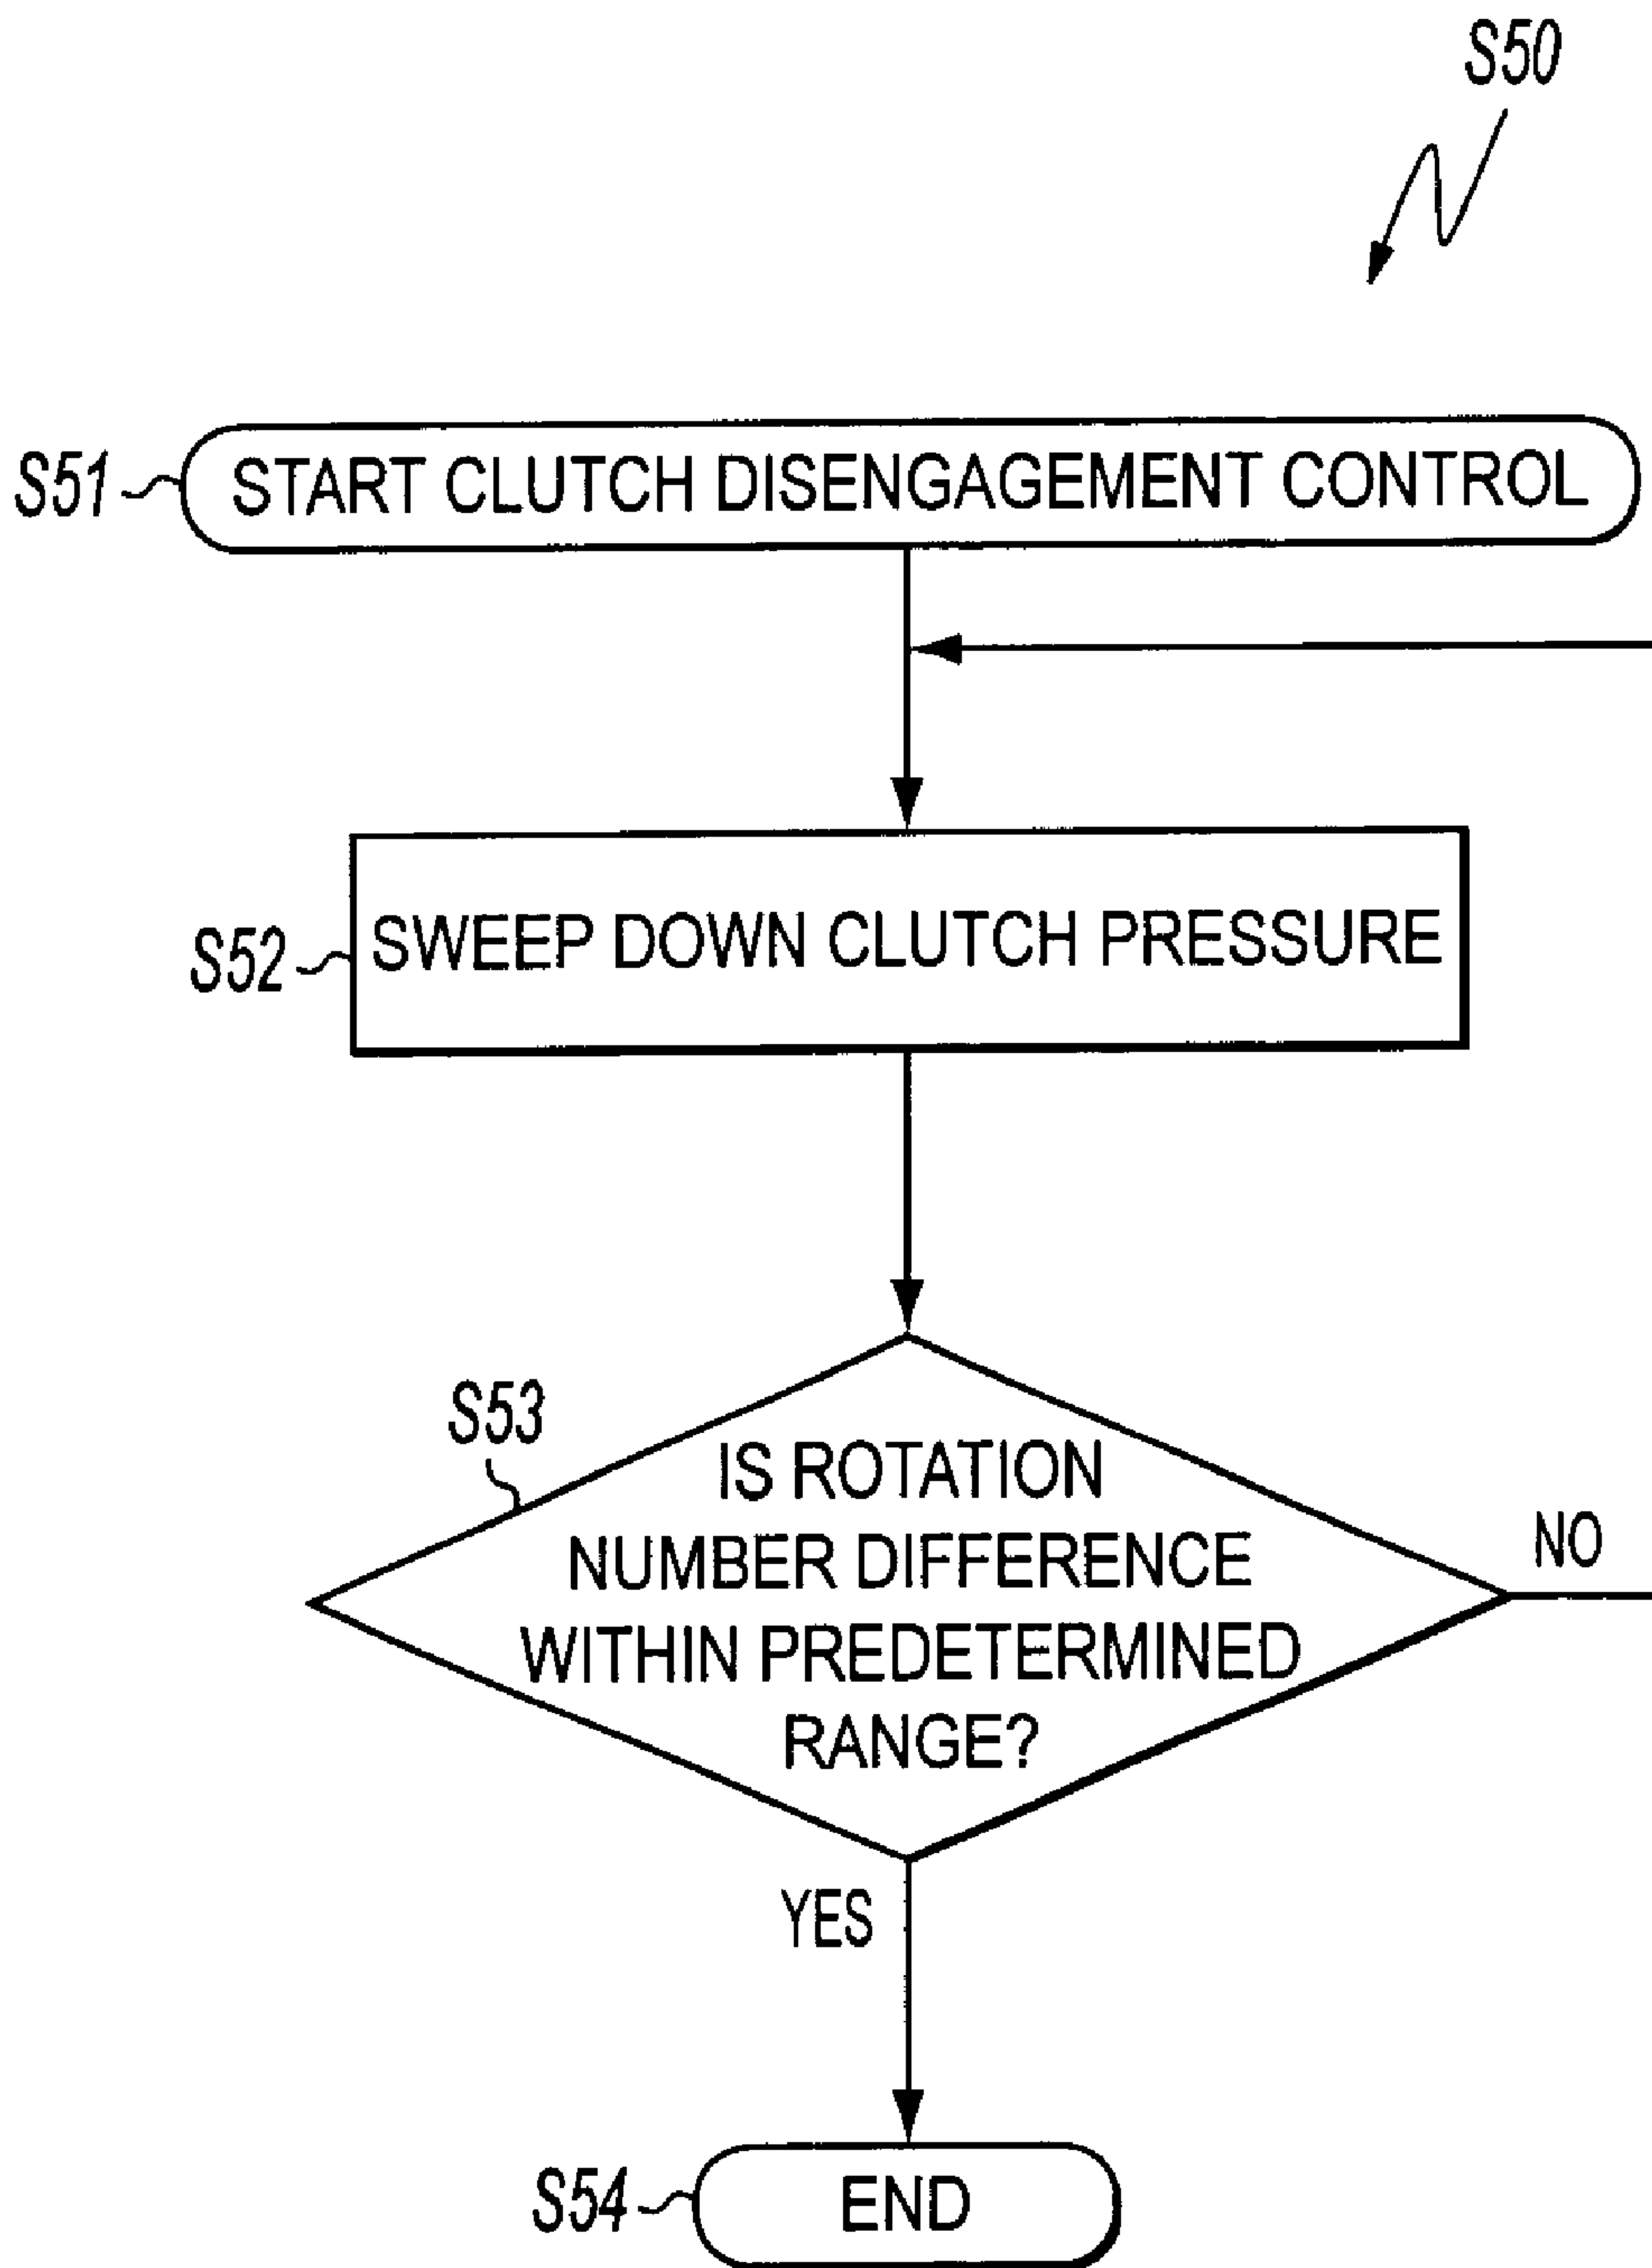 S50
S51
START CLUTCH DISENGAGEMENT CONTROL
S52
SWEEP DOWN CLUTCH PRESSURE
S53
IS ROTATION
NUMBER DIFFERENCE
WITHIN PREDETERMINED
RANGE?
NO
YES
S54
END